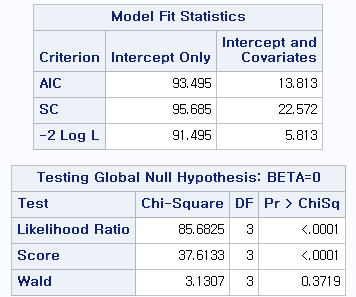 Model Fit Statistics
Criterion Intercept Only Intercept and Covariates
AIC 93.495 13.813
SC 95.685 22.572
-2 Log L 91.495 5.813
Testing Global Null Hypothesis: BETA=0
Test Chi-Square DF Pr > ChiSq
Likelihood Ratio 85.6825 3 <.0001
Score 37.6133 3 <.0001
Wald 3.1307 3 0.3719